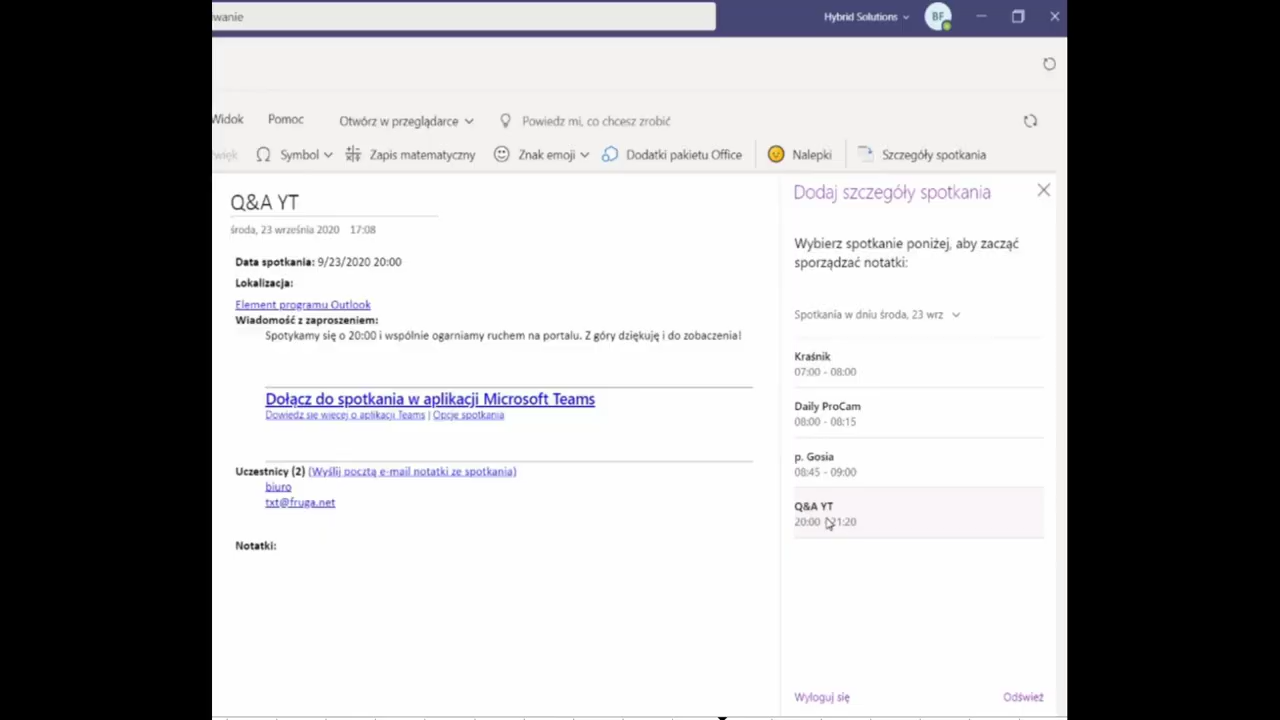 wanie
Hybrid Solutions
BF
Widok Pomoc Otwórz w przeglądarce Powiedz mi, co chcesz zrobić
więk Symbol Zapis matematyczny Znak emoji Dodatki pakietu Office Nalepki Szczegóły spotkania
Q&A YT
środa, 23 września 2020 17:08
Data spotkania: 9/23/2020 20:00
Lokalizacja:
Element programu Outlook
Wiadomość z zaproszeniem:
Spotykamy się o 20:00 i wspólnie ogarniamy ruchem na portalu. Z góry dziękuję i do zobaczenia!
Dołącz do spotkania w aplikacji Microsoft Teams
Dowiedz się więcej o aplikacji Teams | Opcje spotkania
Uczestnicy (2) (Wyślij pocztą e-mail notatki ze spotkania)
biuro
txt@fruga.net
Notatki:
Dodaj szczegóły spotkania
Wybierz spotkanie poniżej, aby zacząć
sporządzać notatki:
Spotkania w dniu środa, 23 wrz
Kraśnik
07:00 - 08:00
Daily ProCam
08:00 - 08:15
p. Gosia
08:45 - 09:00
Q&A YT
20:00 - 21:20
Wyloguj się Odśwież